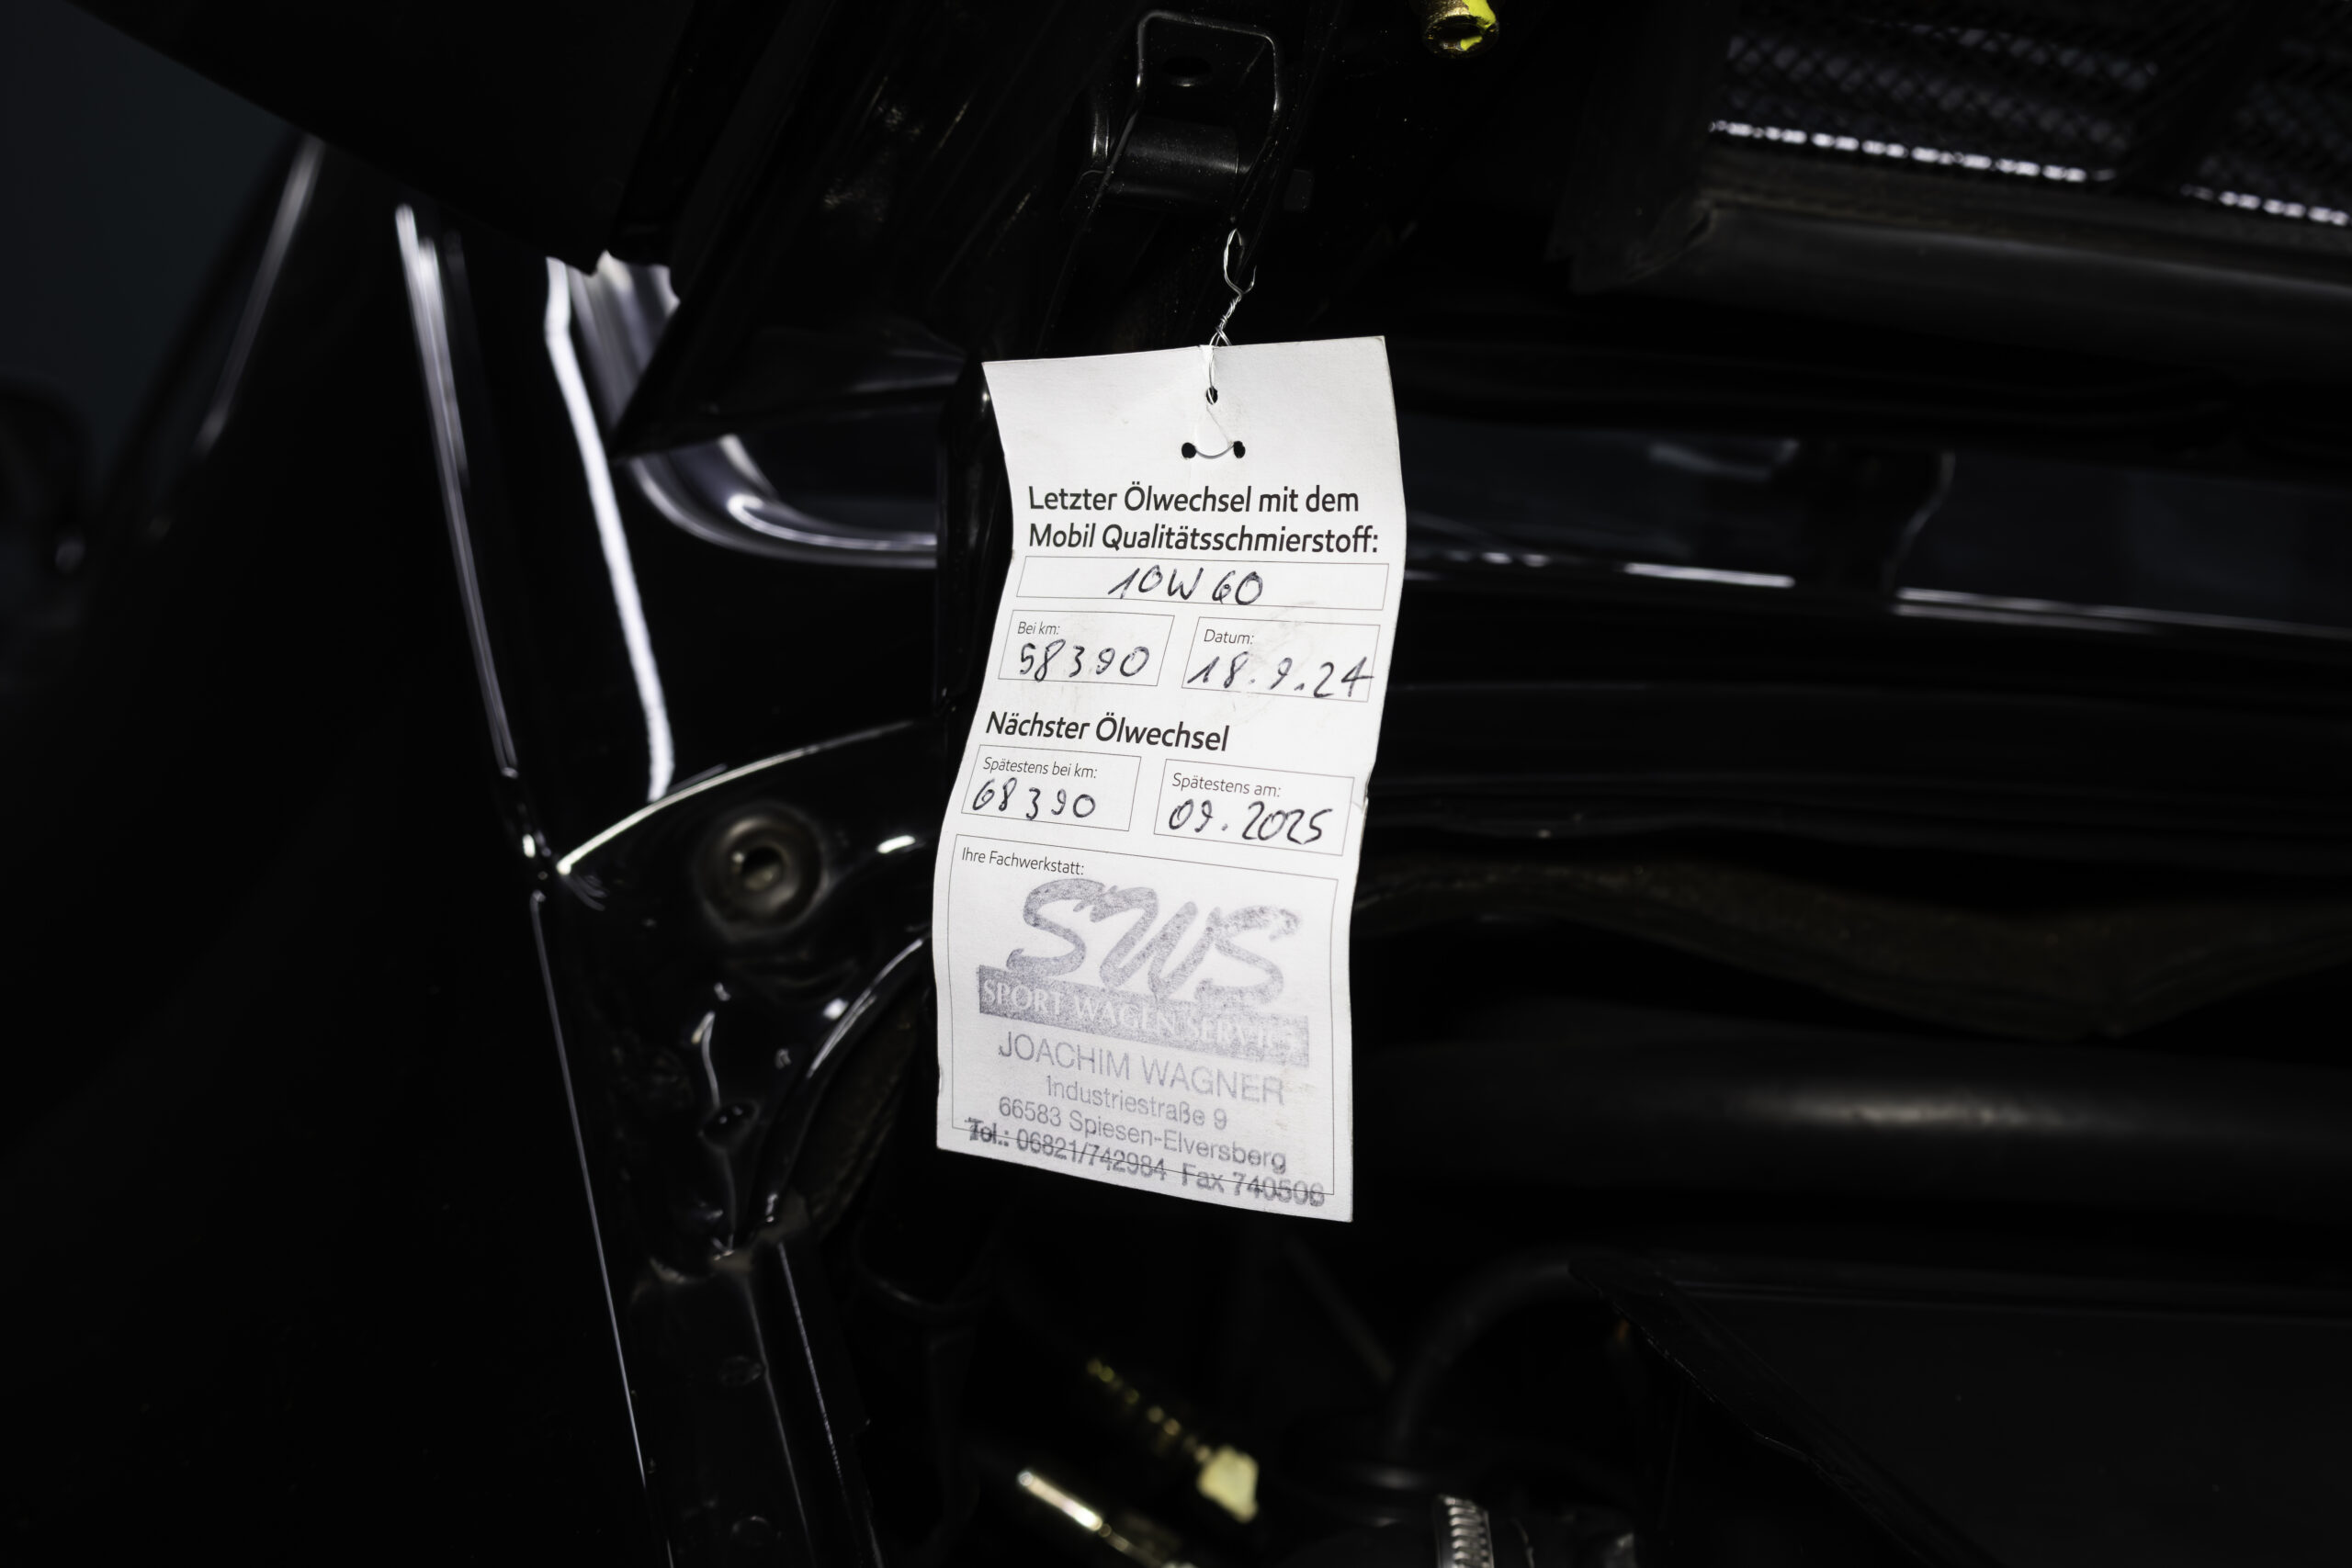 Letzter Ölwechsel mit dem
Mobil Qualitätsschmierstoff:
10W60
Bei km:
58390
Datum:
18.9.24
Nächster Ölwechsel
Spätestens bei km:
68390
Spätestens am:
09.2025
Ihre Fachwerkstatt:
SWS
SPORT WAGEN SERVICE
JOACHIM WAGNER
Industriestraße 9
66583 Spiesen-Elversberg
Tel.: 06821/742984 Fax 740506